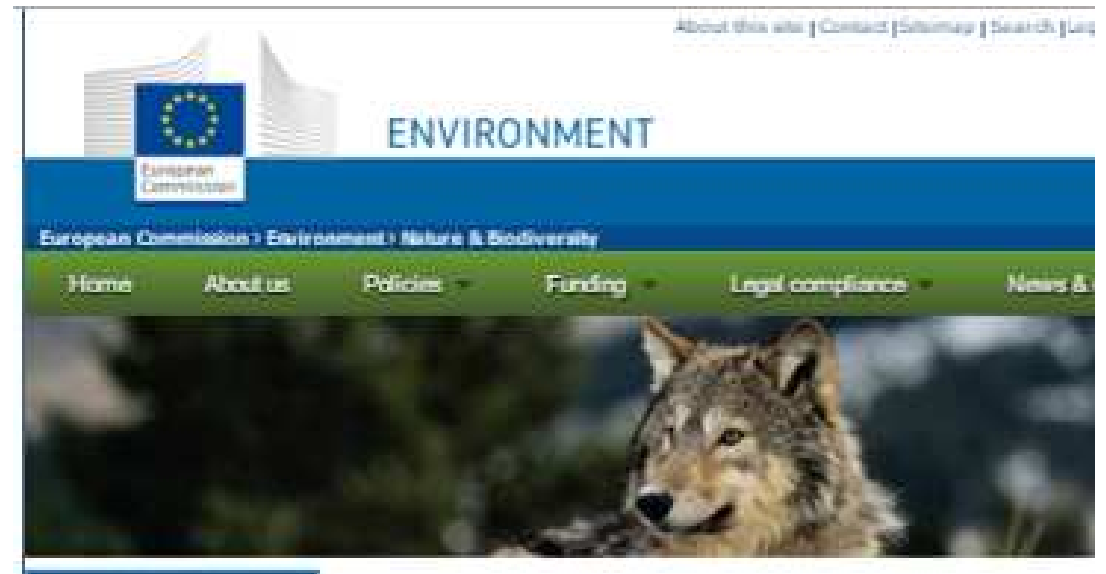 About this site | Contact | Sitemap | Search |
ENVIRONMENT
European
Commission
European Commission > Environment > Nature & Biodiversity
Home About us Policies Funding Legal compliance News &